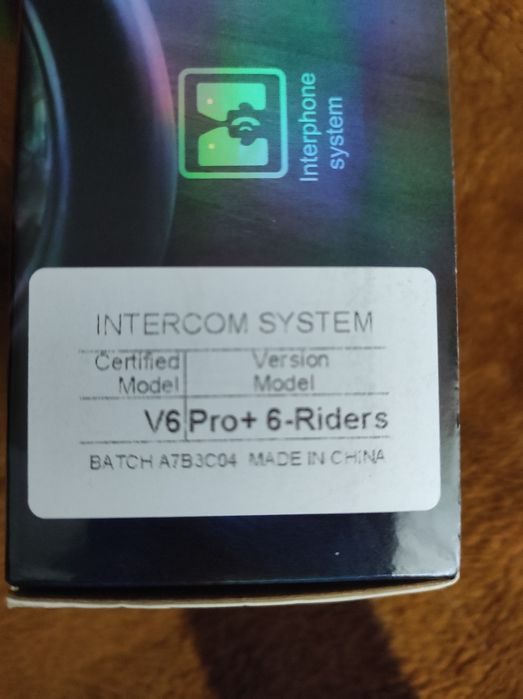 Interphone
system
INTERCOM SYSTEM
Certified Version
Model Model
V6 Pro+ 6-Riders
BATCH A7B3C04 MADE IN CHINA